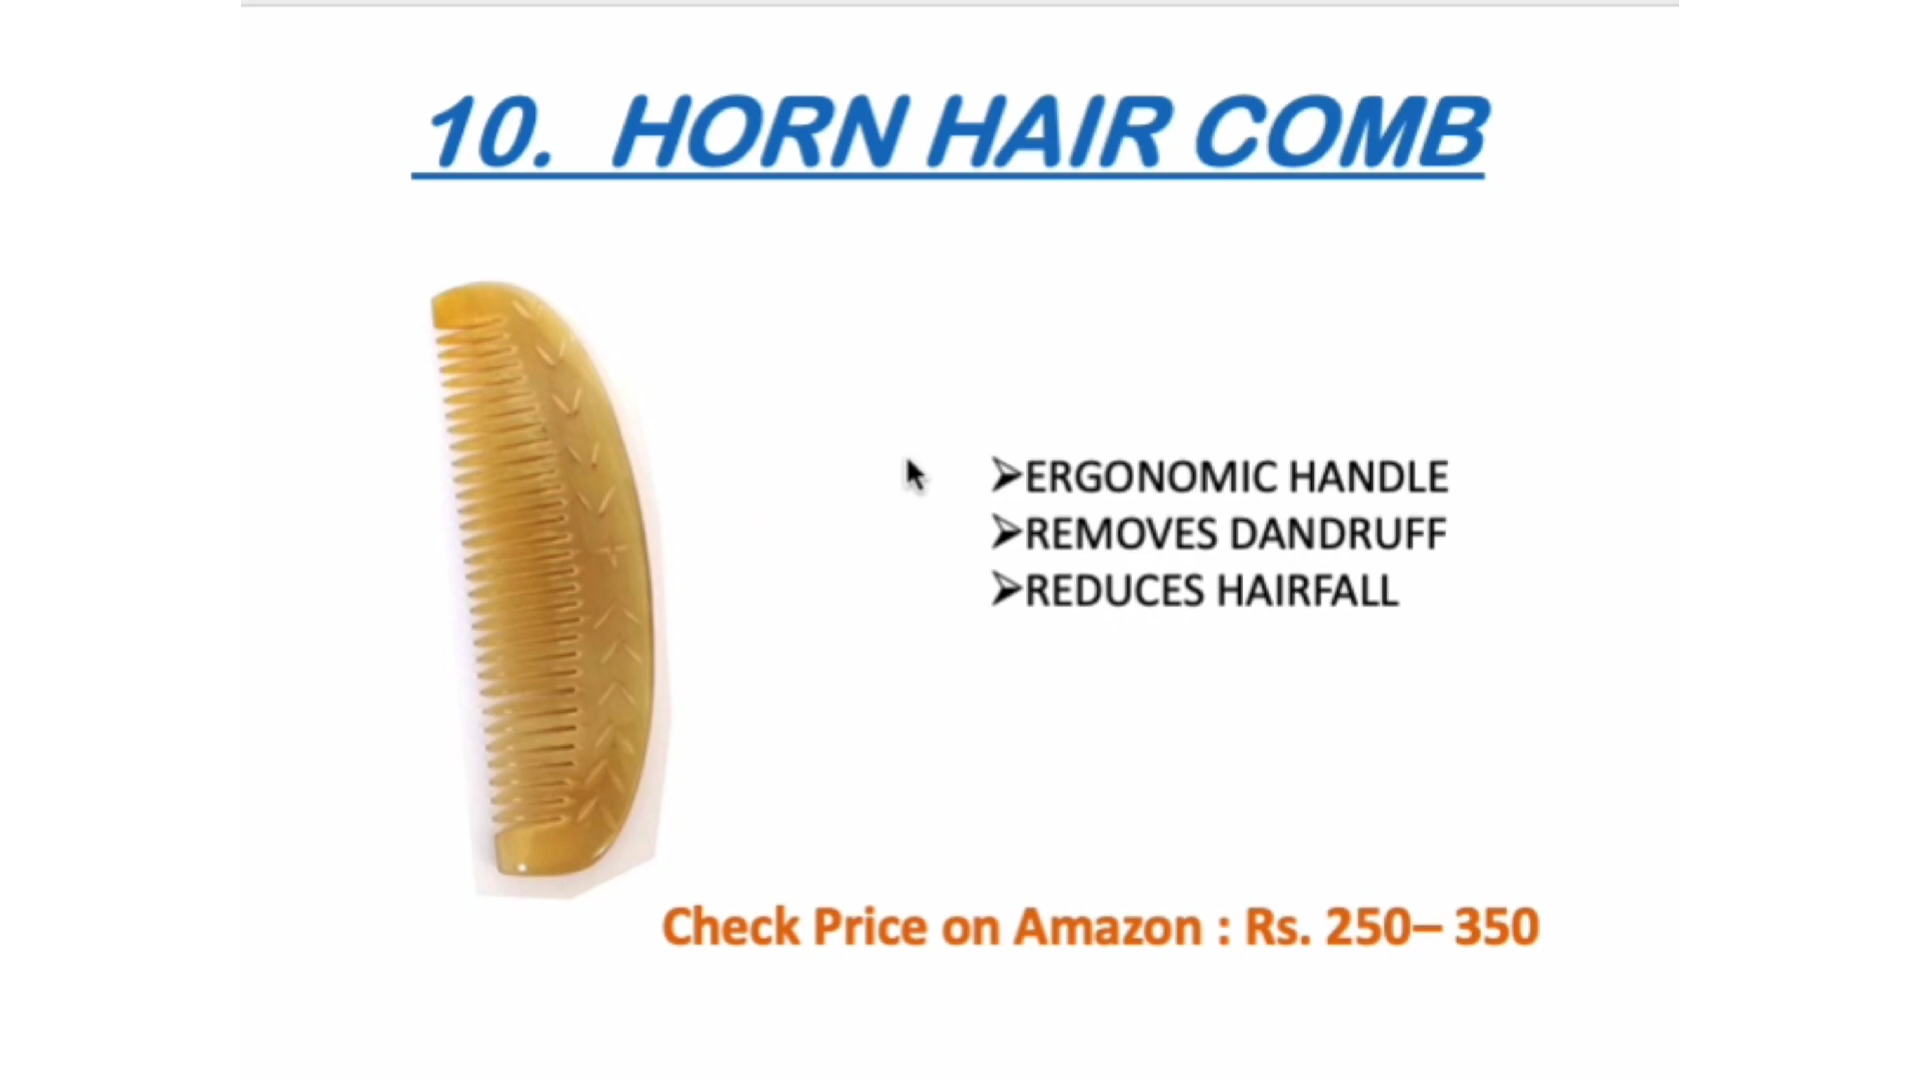 10. HORN HAIR COMB
➢ERGONOMIC HANDLE
➢REMOVES DANDRUFF
➢REDUCES HAIRFALL
Check Price on Amazon : Rs. 250– 350